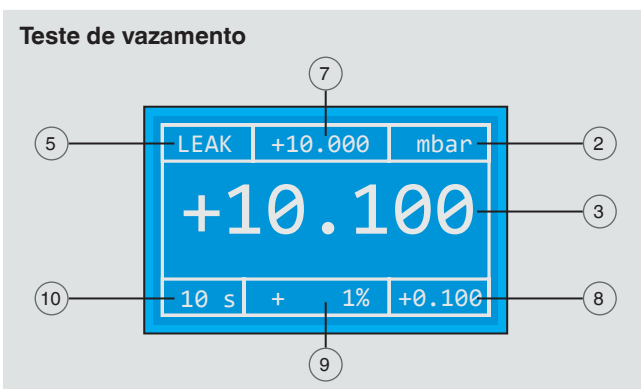 Teste de vazamento
7
5 LEAK +10.000 mbar 2
+10.100 3
10 10 s + 1% +0.100 8
9